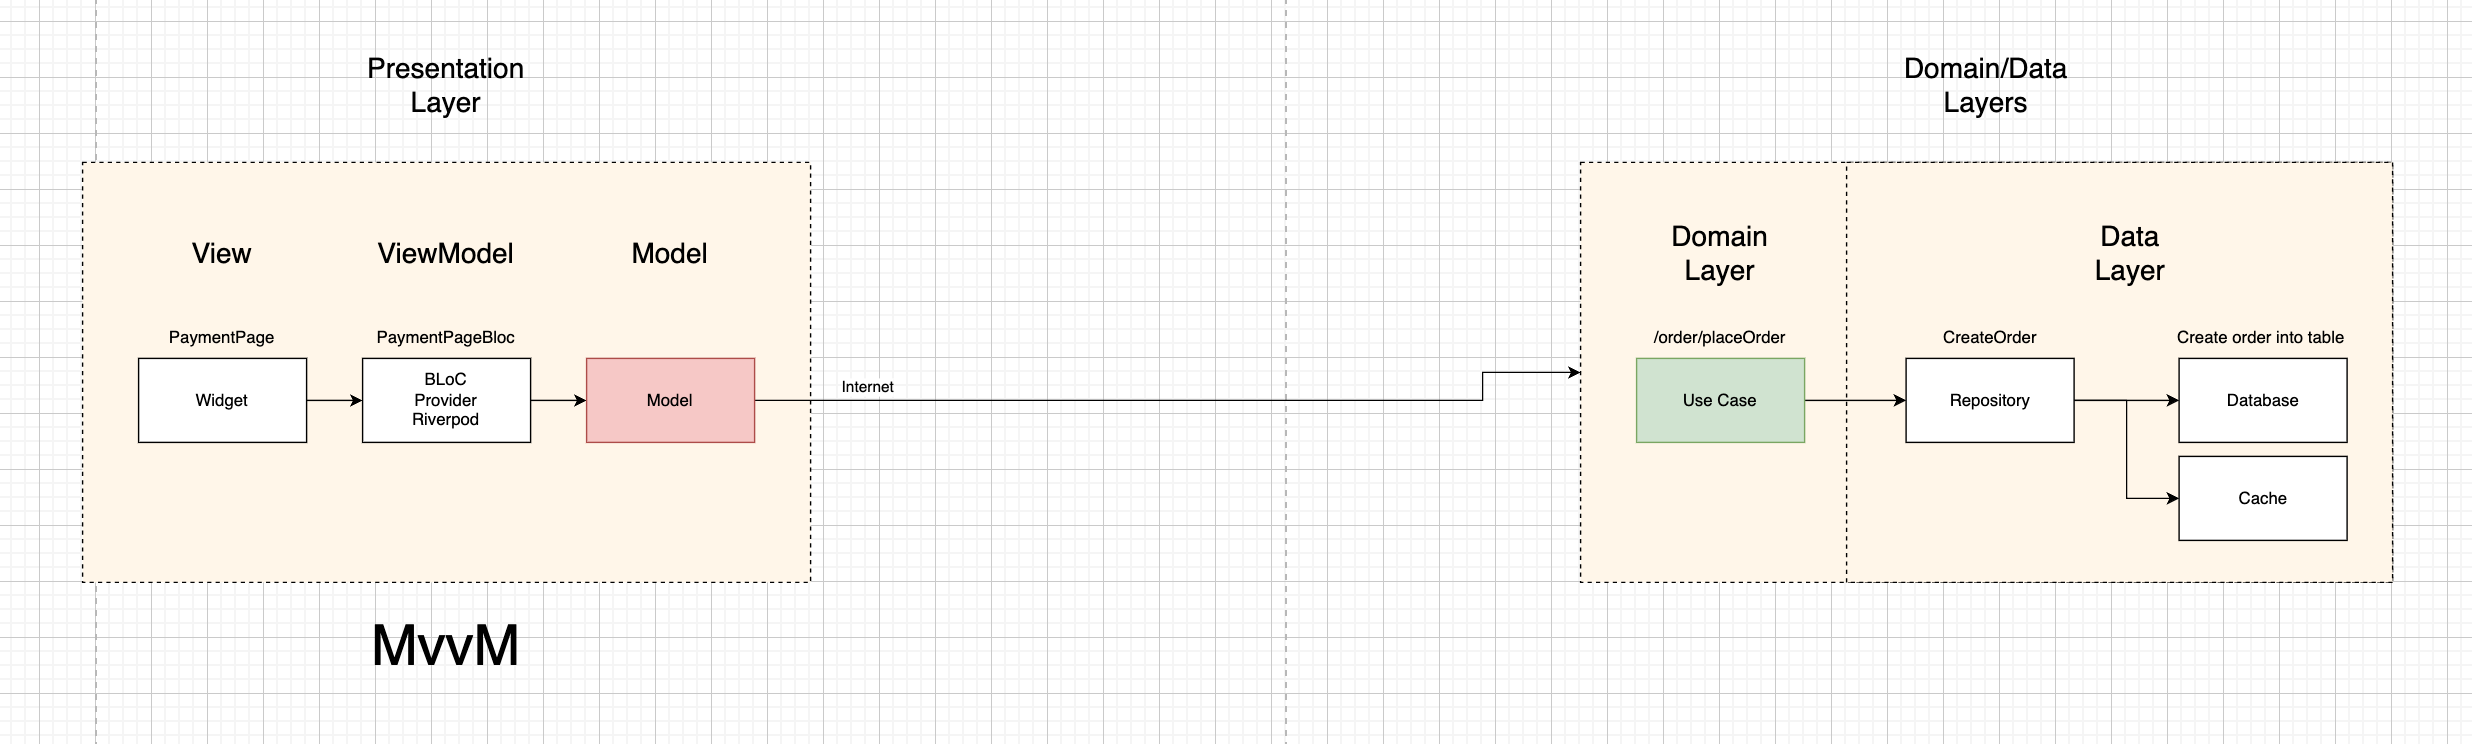 Presentation
Layer
Domain/Data
Layers
View
ViewModel
Model
Domain
Layer
Data
Layer
PaymentPage
PaymentPageBloc
/order/placeOrder
CreateOrder
Create order into table
Widget
BLoC
Provider
Riverpod
Model
Internet
Use Case
Repository
Database
Cache
MvvM